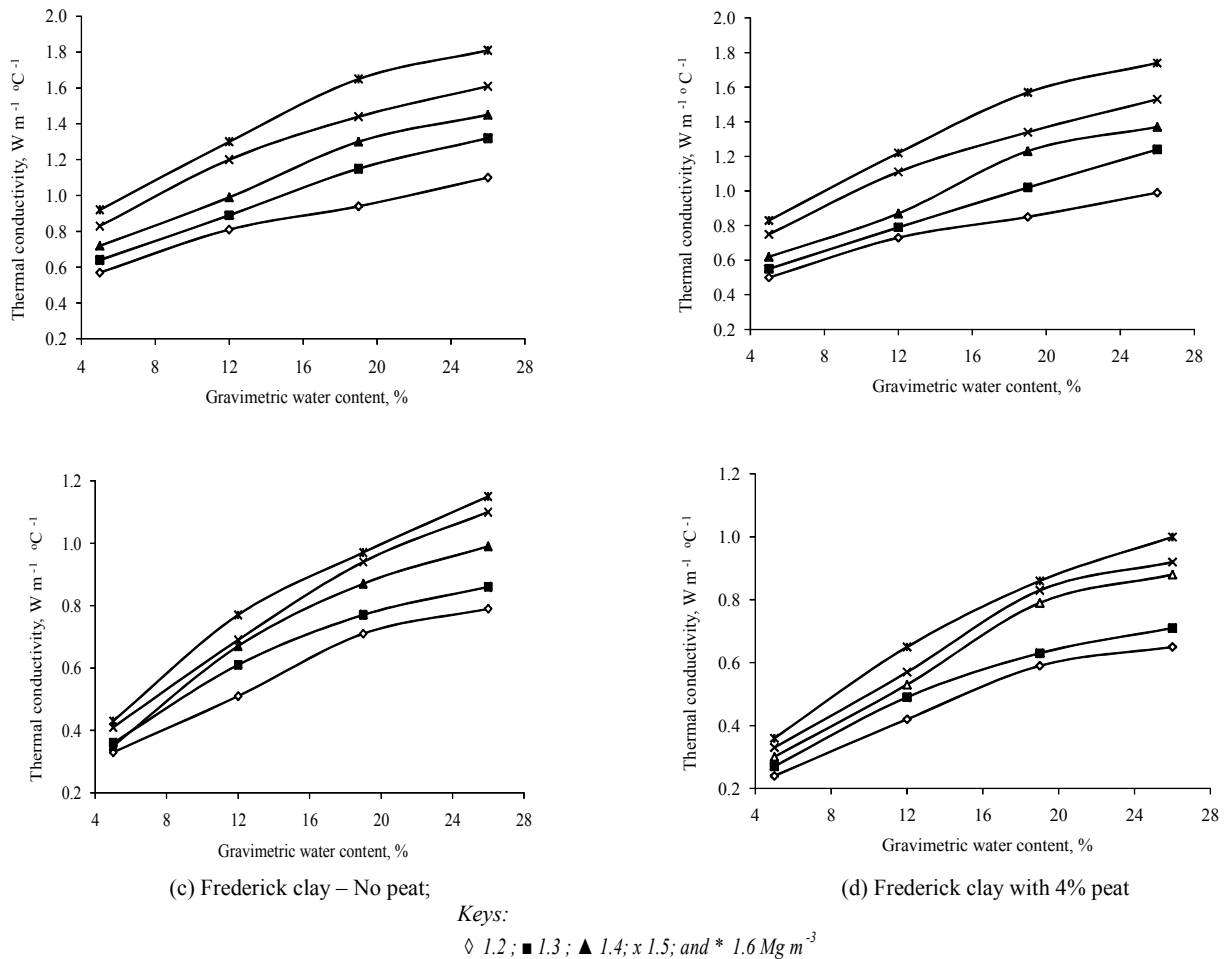 2.0
1.8
1.6
1.4
1.2
1.0
0.8
0.6
0.4
0.2
Thermal conductivity, W m⁻¹ ᵒC⁻¹
4 8 12 16 20 24 28
Gravimetric water content, %
2.0
1.8
1.6
1.4
1.2
1.0
0.8
0.6
0.4
0.2
Thermal conductivity, W m⁻¹ ᵒC⁻¹
4 8 12 16 20 24 28
Gravimetric water content, %
1.2
1.0
0.8
0.6
0.4
0.2
Thermal conductivity, W m⁻¹ ᵒC⁻¹
4 8 12 16 20 24 28
Gravimetric water content, %
(c) Frederick clay – No peat;
1.2
1.0
0.8
0.6
0.4
0.2
Thermal conductivity, W m⁻¹ ᵒC⁻¹
4 8 12 16 20 24 28
Gravimetric water content, %
(d) Frederick clay with 4% peat
Keys:
◊ 1.2 ; ■ 1.3 ; ▲ 1.4; x 1.5; and * 1.6 Mg m⁻³